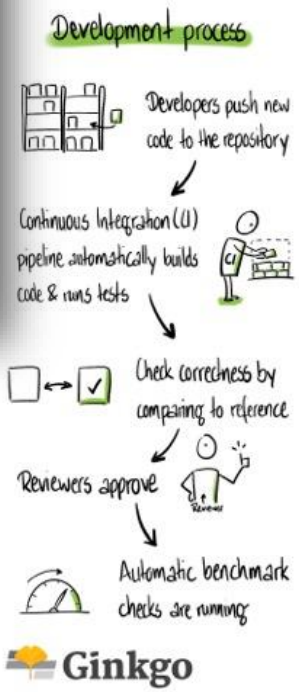 Development process
Developers push new
code to the repository
Continuous Integration (CI)
pipeline automatically builds
code & runs tests
CI
Check correctness by
comparing to reference
Reviewers approve
Reviewer
Automatic benchmark
checks are running
Ginkgo